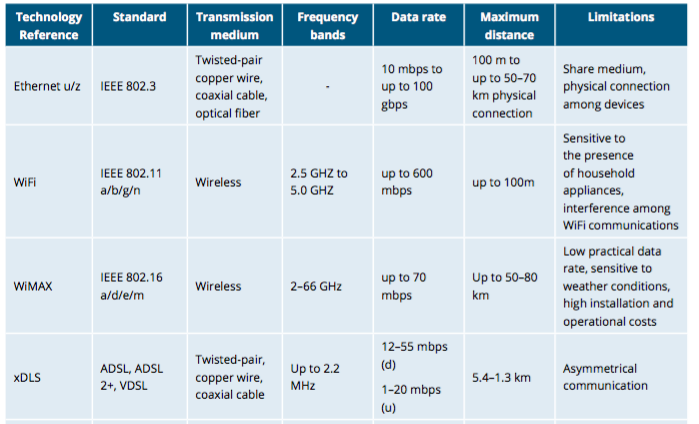 Technology Reference
Standard
Transmission medium
Frequency bands
Data rate
Maximum distance
Limitations
Ethernet u/z
IEEE 802.3
Twisted-pair
copper wire,
coaxial cable,
optical fiber
-
10 mbps to
up to 100
gbps
100 m to
up to 50–70
km physical
connection
Share medium,
physical connection
among devices
WiFi
IEEE 802.11
a/b/g/n
Wireless
2.5 GHZ to
5.0 GHZ
up to 600
mbps
up to 100m
Sensitive to
the presence
of household
appliances,
interference among
WiFi communications
WiMAX
IEEE 802.16
a/d/e/m
Wireless
2–66 GHz
up to 70
mbps
Up to 50–80
km
Low practical data
rate, sensitive to
weather conditions,
high installation and
operational costs
xDLS
ADSL, ADSL
2+, VDSL
Twisted-pair,
copper wire,
coaxial cable
Up to 2.2
MHz
12–55 mbps
(d)
1–20 mbps
(u)
5.4–1.3 km
Asymmetrical
communication